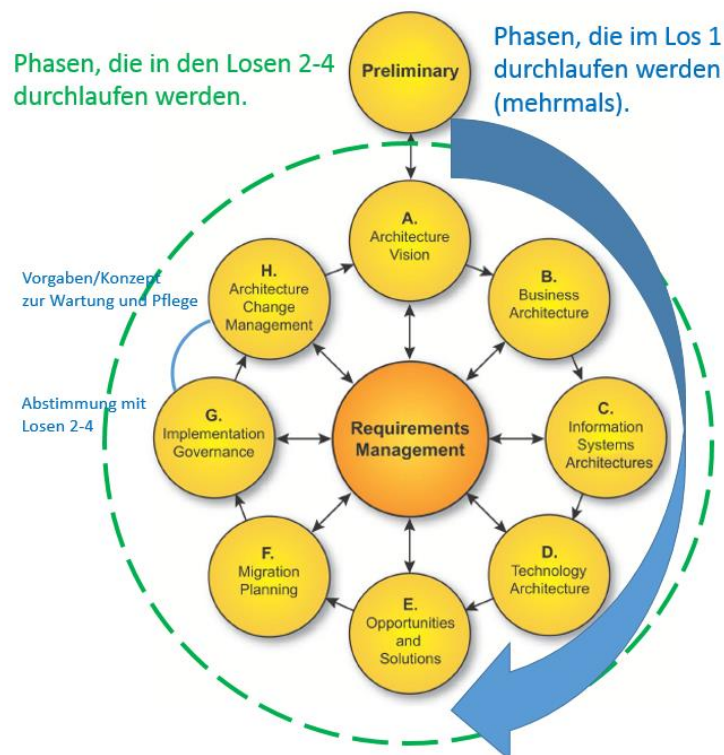 Phasen, die in den Losen 2-4
durchlaufen werden.
Phasen, die im Los 1
durchlaufen werden
(mehrmals).
Preliminary
A.
Architecture
Vision
B.
Business
Architecture
C.
Information
Systems
Architectures
D.
Technology
Architecture
E.
Opportunities
and
Solutions
F.
Migration
Planning
G.
Implementation
Governance
H.
Architecture
Change
Management
Requirements
Management
Vorgaben/Konzept
zur Wartung und Pflege
Abstimmung mit
Losen 2-4